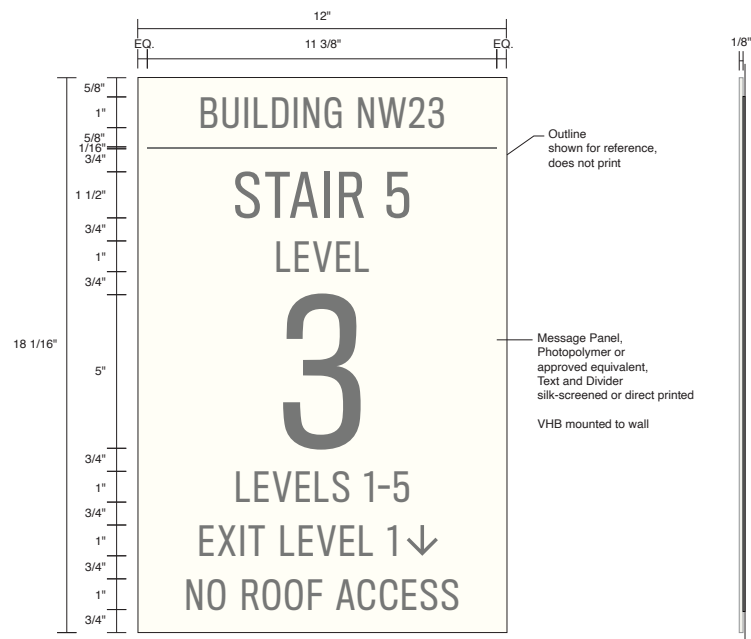 12"
EQ. 11 3/8" EQ.
1/8"
5/8"
1"
5/8"
1/16"
3/4"
1 1/2"
3/4"
1"
3/4"
18 1/16"
5"
3/4"
1"
3/4"
1"
3/4"
1"
3/4"
BUILDING NW23
STAIR 5
LEVEL
3
LEVELS 1-5
EXIT LEVEL 1↓
NO ROOF ACCESS
Outline
shown for reference,
does not print
Message Panel,
Photopolymer or
approved equivalent,
Text and Divider
silk-screened or direct printed
VHB mounted to wall